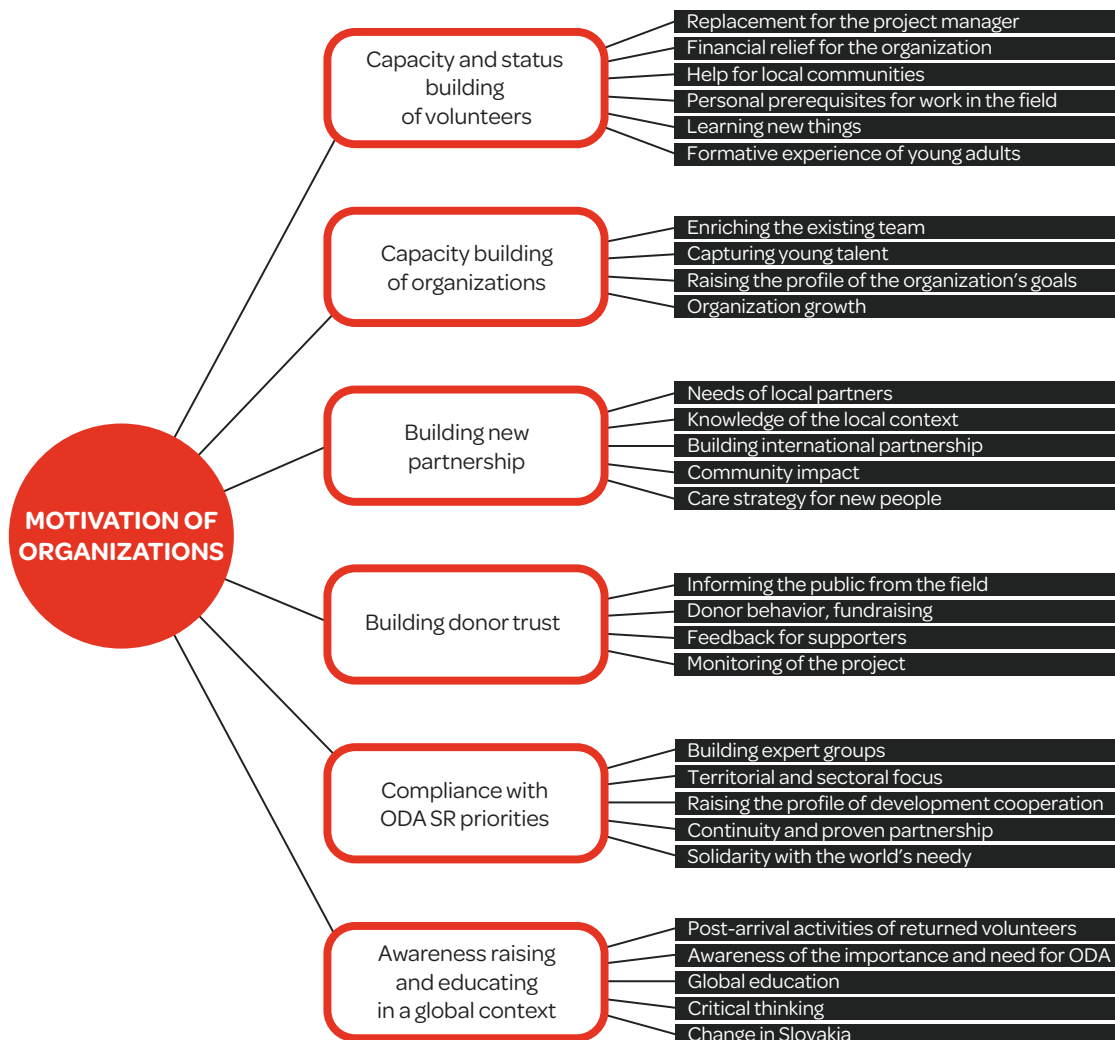 MOTIVATION OF
ORGANIZATIONS
Capacity and status
building
of volunteers
Replacement for the project manager
Financial relief for the organization
Help for local communities
Personal prerequisites for work in the field
Learning new things
Formative experience of young adults
Capacity building
of organizations
Enriching the existing team
Capturing young talent
Raising the profile of the organization's goals
Organization growth
Building new
partnership
Needs of local partners
Knowledge of the local context
Building international partnership
Community impact
Care strategy for new people
Building donor trust
Informing the public from the field
Donor behavior, fundraising
Feedback for supporters
Monitoring of the project
Compliance with
ODA SR priorities
Building expert groups
Territorial and sectoral focus
Raising the profile of development cooperation
Continuity and proven partnership
Solidarity with the world's needy
Awareness raising
and educating
in a global context
Post-arrival activities of returned volunteers
Awareness of the importance and need for ODA
Global education
Critical thinking
Change in Slovakia